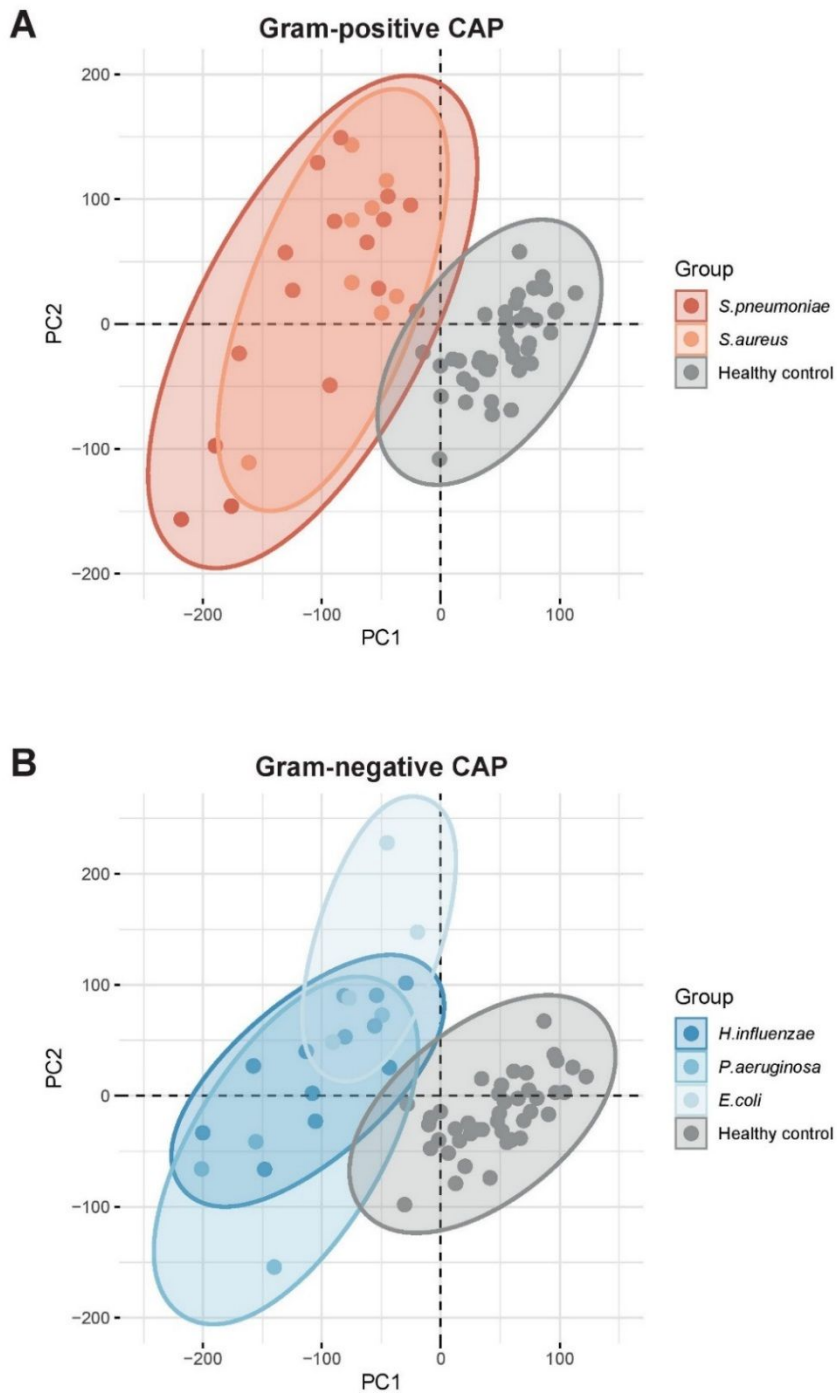 A
Gram-positive CAP
200
100
0
−100
−200
PC2
−200
−100
0
100
PC1
Group
S.pneumoniae
S.aureus
Healthy control
B
Gram-negative CAP
200
100
0
−100
−200
PC2
−200
−100
0
100
PC1
Group
H.influenzae
P.aeruginosa
E.coli
Healthy control